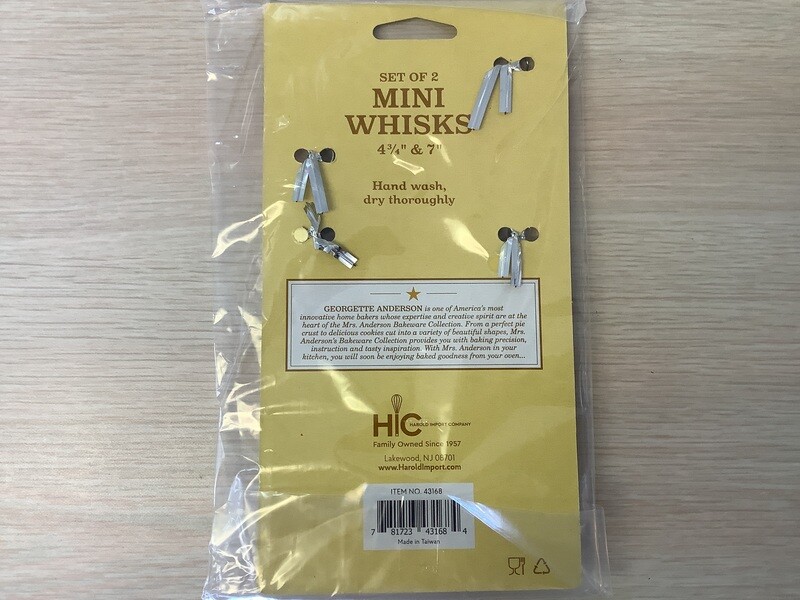 SET OF 2
MINI
WHISKS
4¾" & 7"
Hand wash,
dry thoroughly
GEORGETTE ANDERSON is one of America's most
innovative home bakers whose expertise and creative spirit are at the
heart of the Mrs. Anderson Bakeware Collection. From a perfect pie
crust to delicious cookies cut into a variety of beautiful shapes, Mrs.
Anderson's Bakeware Collection provides you with baking precision,
instruction and tasty inspiration. With Mrs. Anderson in your
kitchen, you will soon be enjoying baked goodness from your oven...
HIC HAROLD IMPORT COMPANY
Family Owned Since 1957
Lakewood, NJ 08701
www.HaroldImport.com
ITEM NO. 43168
7 81723 43168 4
Made in Taiwan